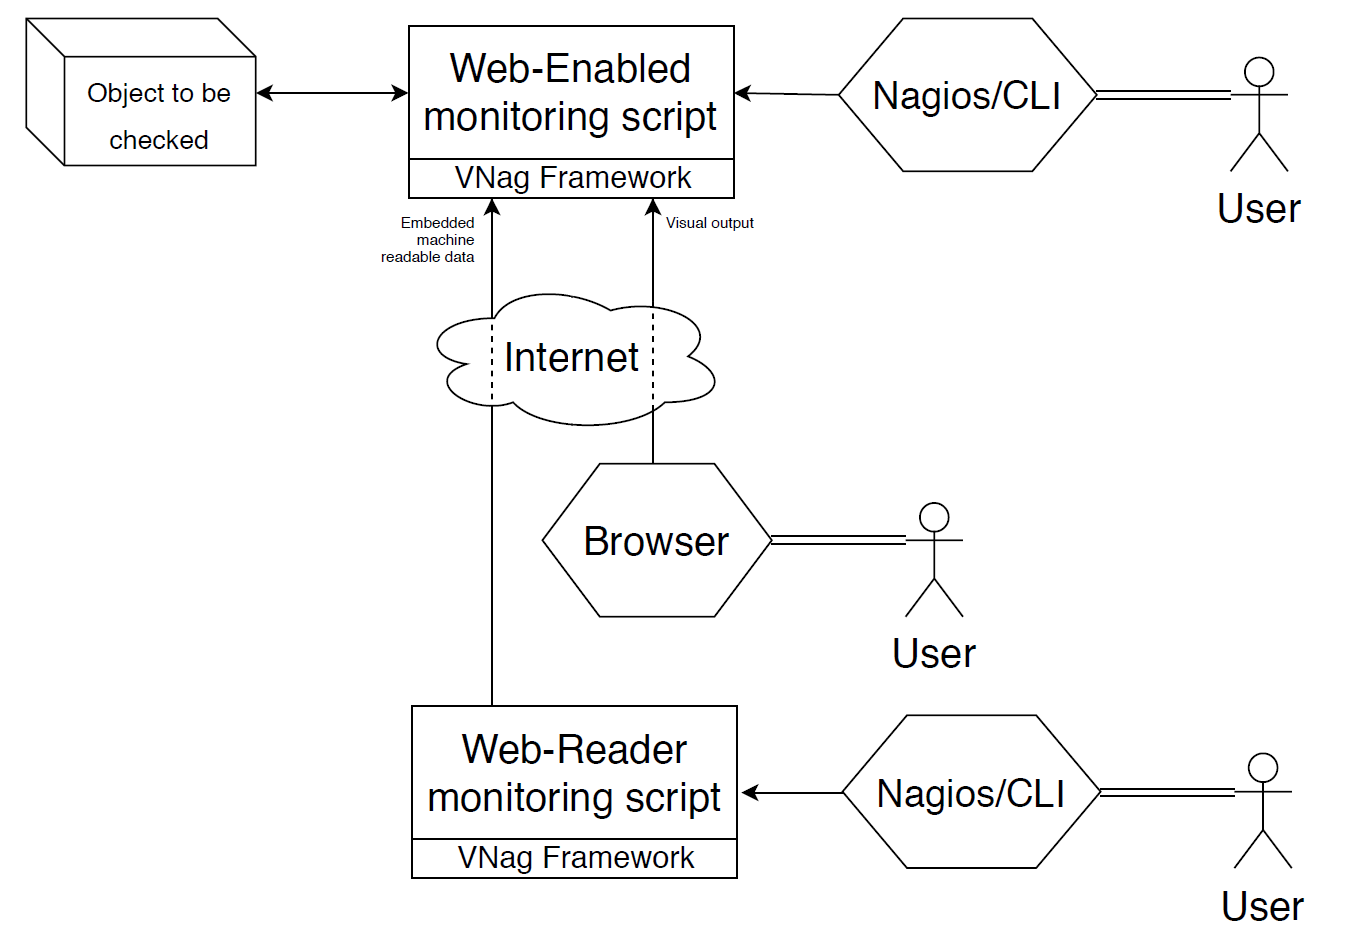 Object to be
checked
Web-Enabled
monitoring script
VNag Framework
Nagios/CLI
User
Embedded
machine
readable data
Visual output
Internet
Browser
User
Web-Reader
monitoring script
VNag Framework
Nagios/CLI
User